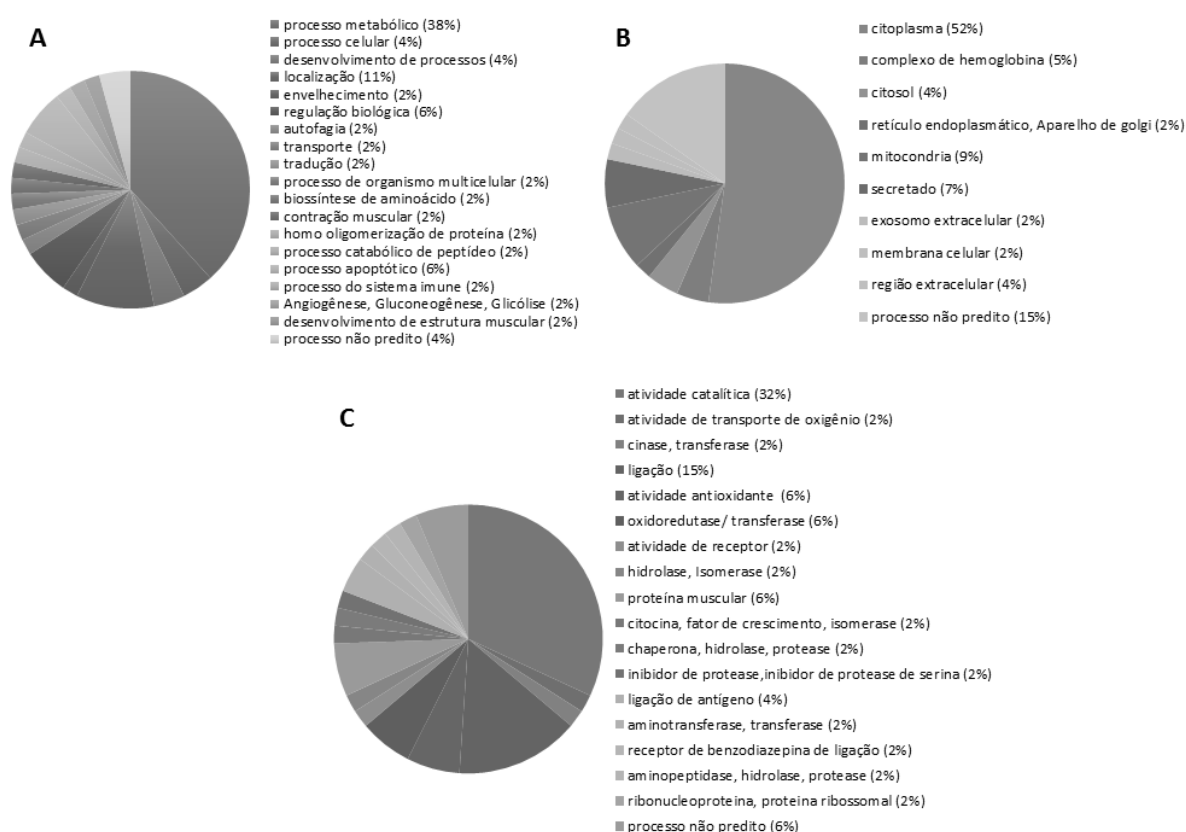 A
processo metabólico (38%)
processo celular (4%)
desenvolvimento de processos (4%)
localização (11%)
envelhecimento (2%)
regulação biológica (6%)
autofagia (2%)
transporte (2%)
tradução (2%)
processo de organismo multicelular (2%)
biossíntese de aminoácido (2%)
contração muscular (2%)
homo oligomerização de proteína (2%)
processo catabólico de peptídeo (2%)
processo apoptótico (6%)
processo do sistema imune (2%)
Angiogênese, Gluconeogênese, Glicólise (2%)
desenvolvimento de estrutura muscular (2%)
processo não predito (4%)
B
citoplasma (52%)
complexo de hemoglobina (5%)
citosol (4%)
retículo endoplasmático, Aparelho de golgi (2%)
mitocondria (9%)
secretado (7%)
exosomo extracelular (2%)
membrana celular (2%)
região extracelular (4%)
processo não predito (15%)
C
atividade catalítica (32%)
atividade de transporte de oxigênio (2%)
cinase, transferase (2%)
ligação (15%)
atividade antioxidante (6%)
oxidoredutase/ transferase (6%)
atividade de receptor (2%)
hidrolase, Isomerase (2%)
proteína muscular (6%)
citocina, fator de crescimento, isomerase (2%)
chaperona, hidrolase, protease (2%)
inibidor de protease,inibidor de protease de serina (2%)
ligação de antígeno (4%)
aminotransferase, transferase (2%)
receptor de benzodiazepina de ligação (2%)
aminopeptidase, hidrolase, protease (2%)
ribonucleoproteina, proteina ribossomal (2%)
processo não predito (6%)